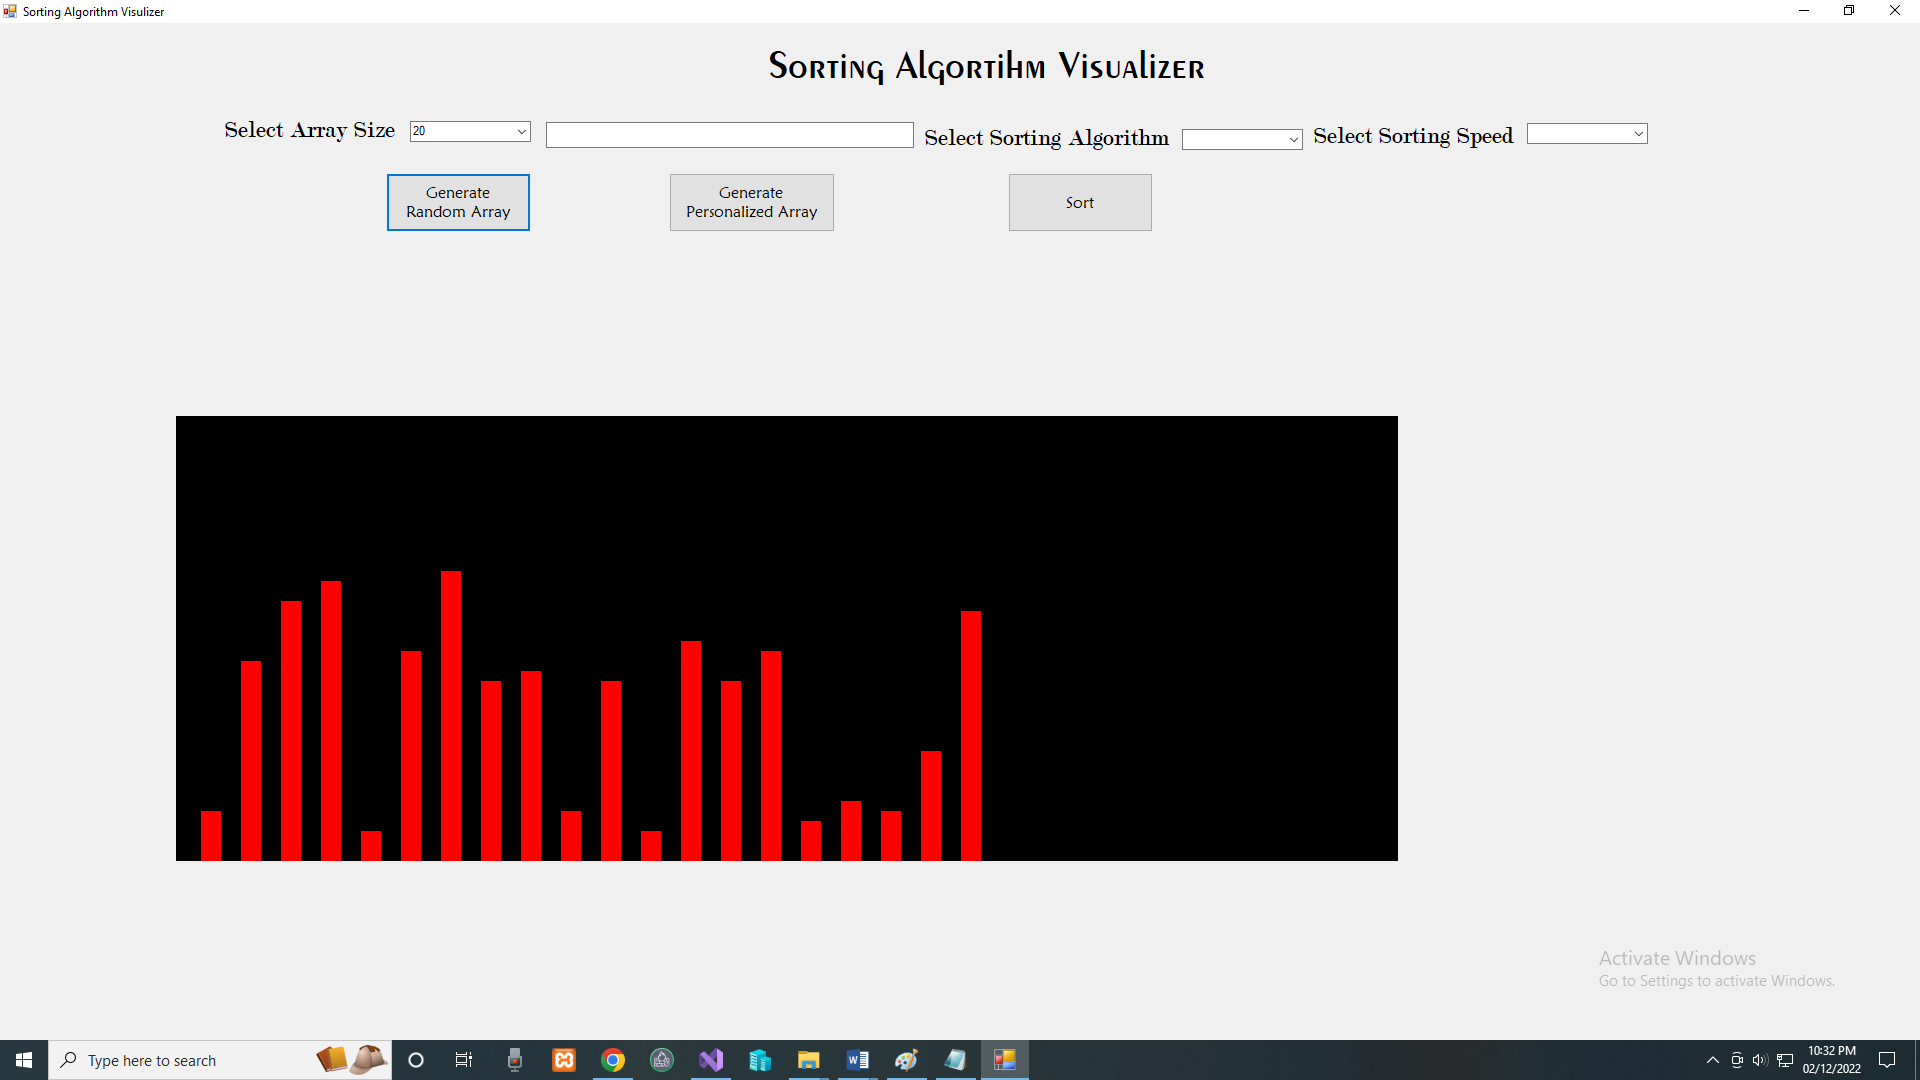 Sorting Algorithm Visulizer
Sorting Algortihm Visualizer
Select Array Size
20
Select Sorting Algorithm
Select Sorting Speed
Generate
Random Array
Generate
Personalized Array
Sort
Activate Windows
Go to Settings to activate Windows.
Type here to search
10:32 PM
02/12/2022